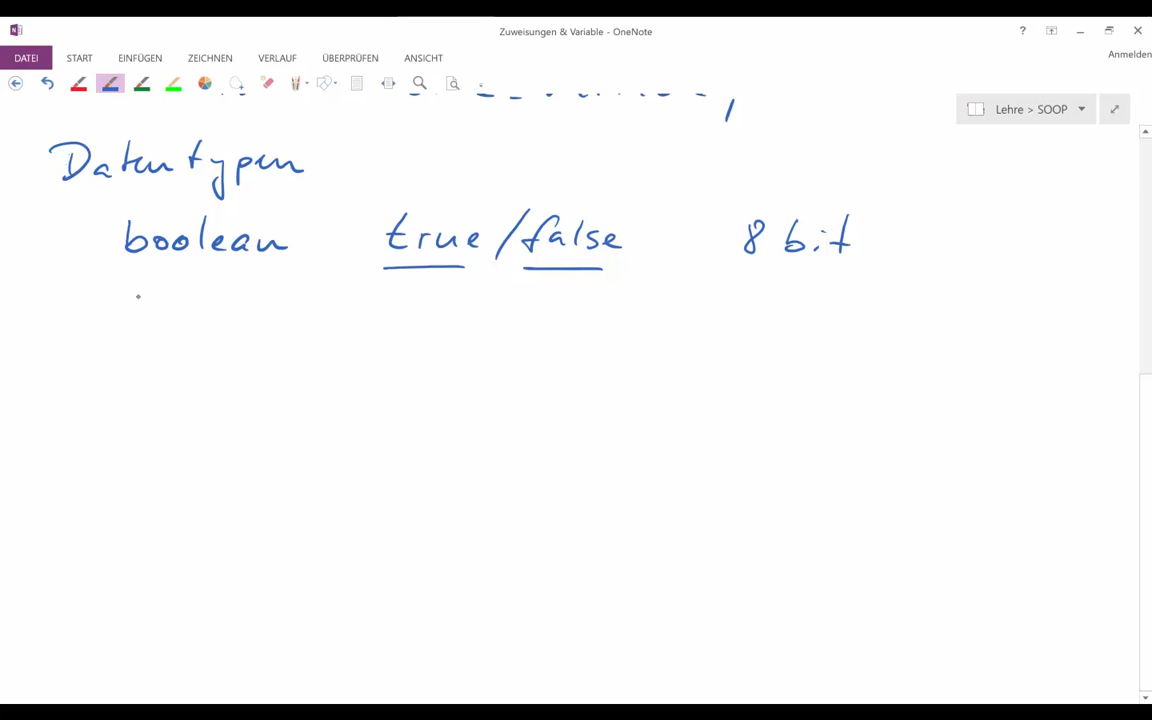 Zuweisungen & Variable - OneNote
?
DATEI START EINFÜGEN ZEICHNEN VERLAUF ÜBERPRÜFEN ANSICHT
Anmelden
Lehre > SOOP
Datentypen
boolean true/false 8 bit